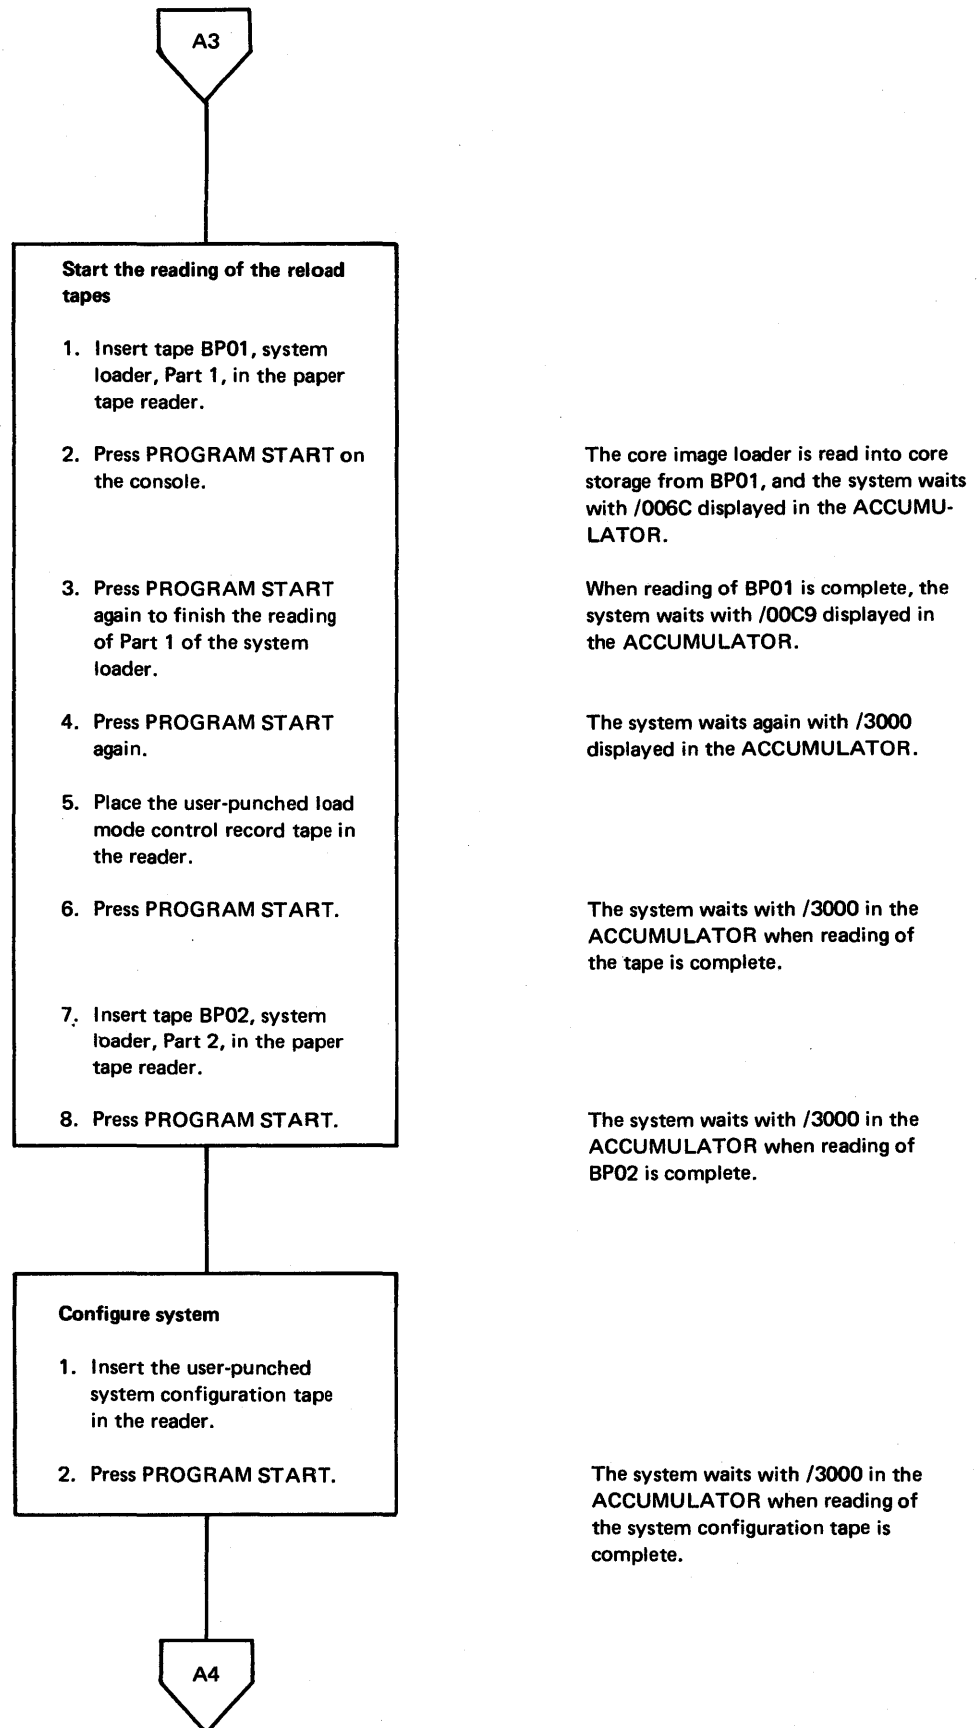 A3
Start the reading of the reload
tapes
1. Insert tape BP01, system
loader, Part 1, in the paper
tape reader.
2. Press PROGRAM START on
the console.
The core image loader is read into core
storage from BP01, and the system waits
with /006C displayed in the ACCUMU-
LATOR.
3. Press PROGRAM START
again to finish the reading
of Part 1 of the system
loader.
When reading of BP01 is complete, the
system waits with /00C9 displayed in
the ACCUMULATOR.
4. Press PROGRAM START
again.
The system waits again with /3000
displayed in the ACCUMULATOR.
5. Place the user-punched load
mode control record tape in
the reader.
6. Press PROGRAM START.
The system waits with /3000 in the
ACCUMULATOR when reading of
the tape is complete.
7. Insert tape BP02, system
loader, Part 2, in the paper
tape reader.
8. Press PROGRAM START.
The system waits with /3000 in the
ACCUMULATOR when reading of
BP02 is complete.
Configure system
1. Insert the user-punched
system configuration tape
in the reader.
2. Press PROGRAM START.
The system waits with /3000 in the
ACCUMULATOR when reading of
the system configuration tape is
complete.
A4